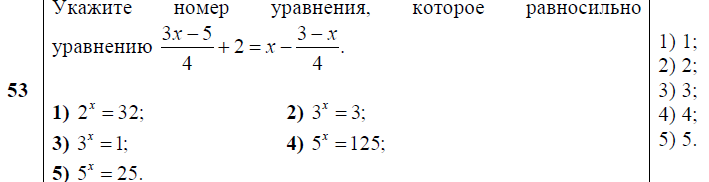 Укажите номер уравнения, которое равносильно
уравнению (3x − 5)/4 + 2 = x − (3 − x)/4.
53
1) 2^x = 32; 2) 3^x = 3;
3) 3^x = 1; 4) 5^x = 125;
5) 5^x = 25.
1) 1;
2) 2;
3) 3;
4) 4;
5) 5.